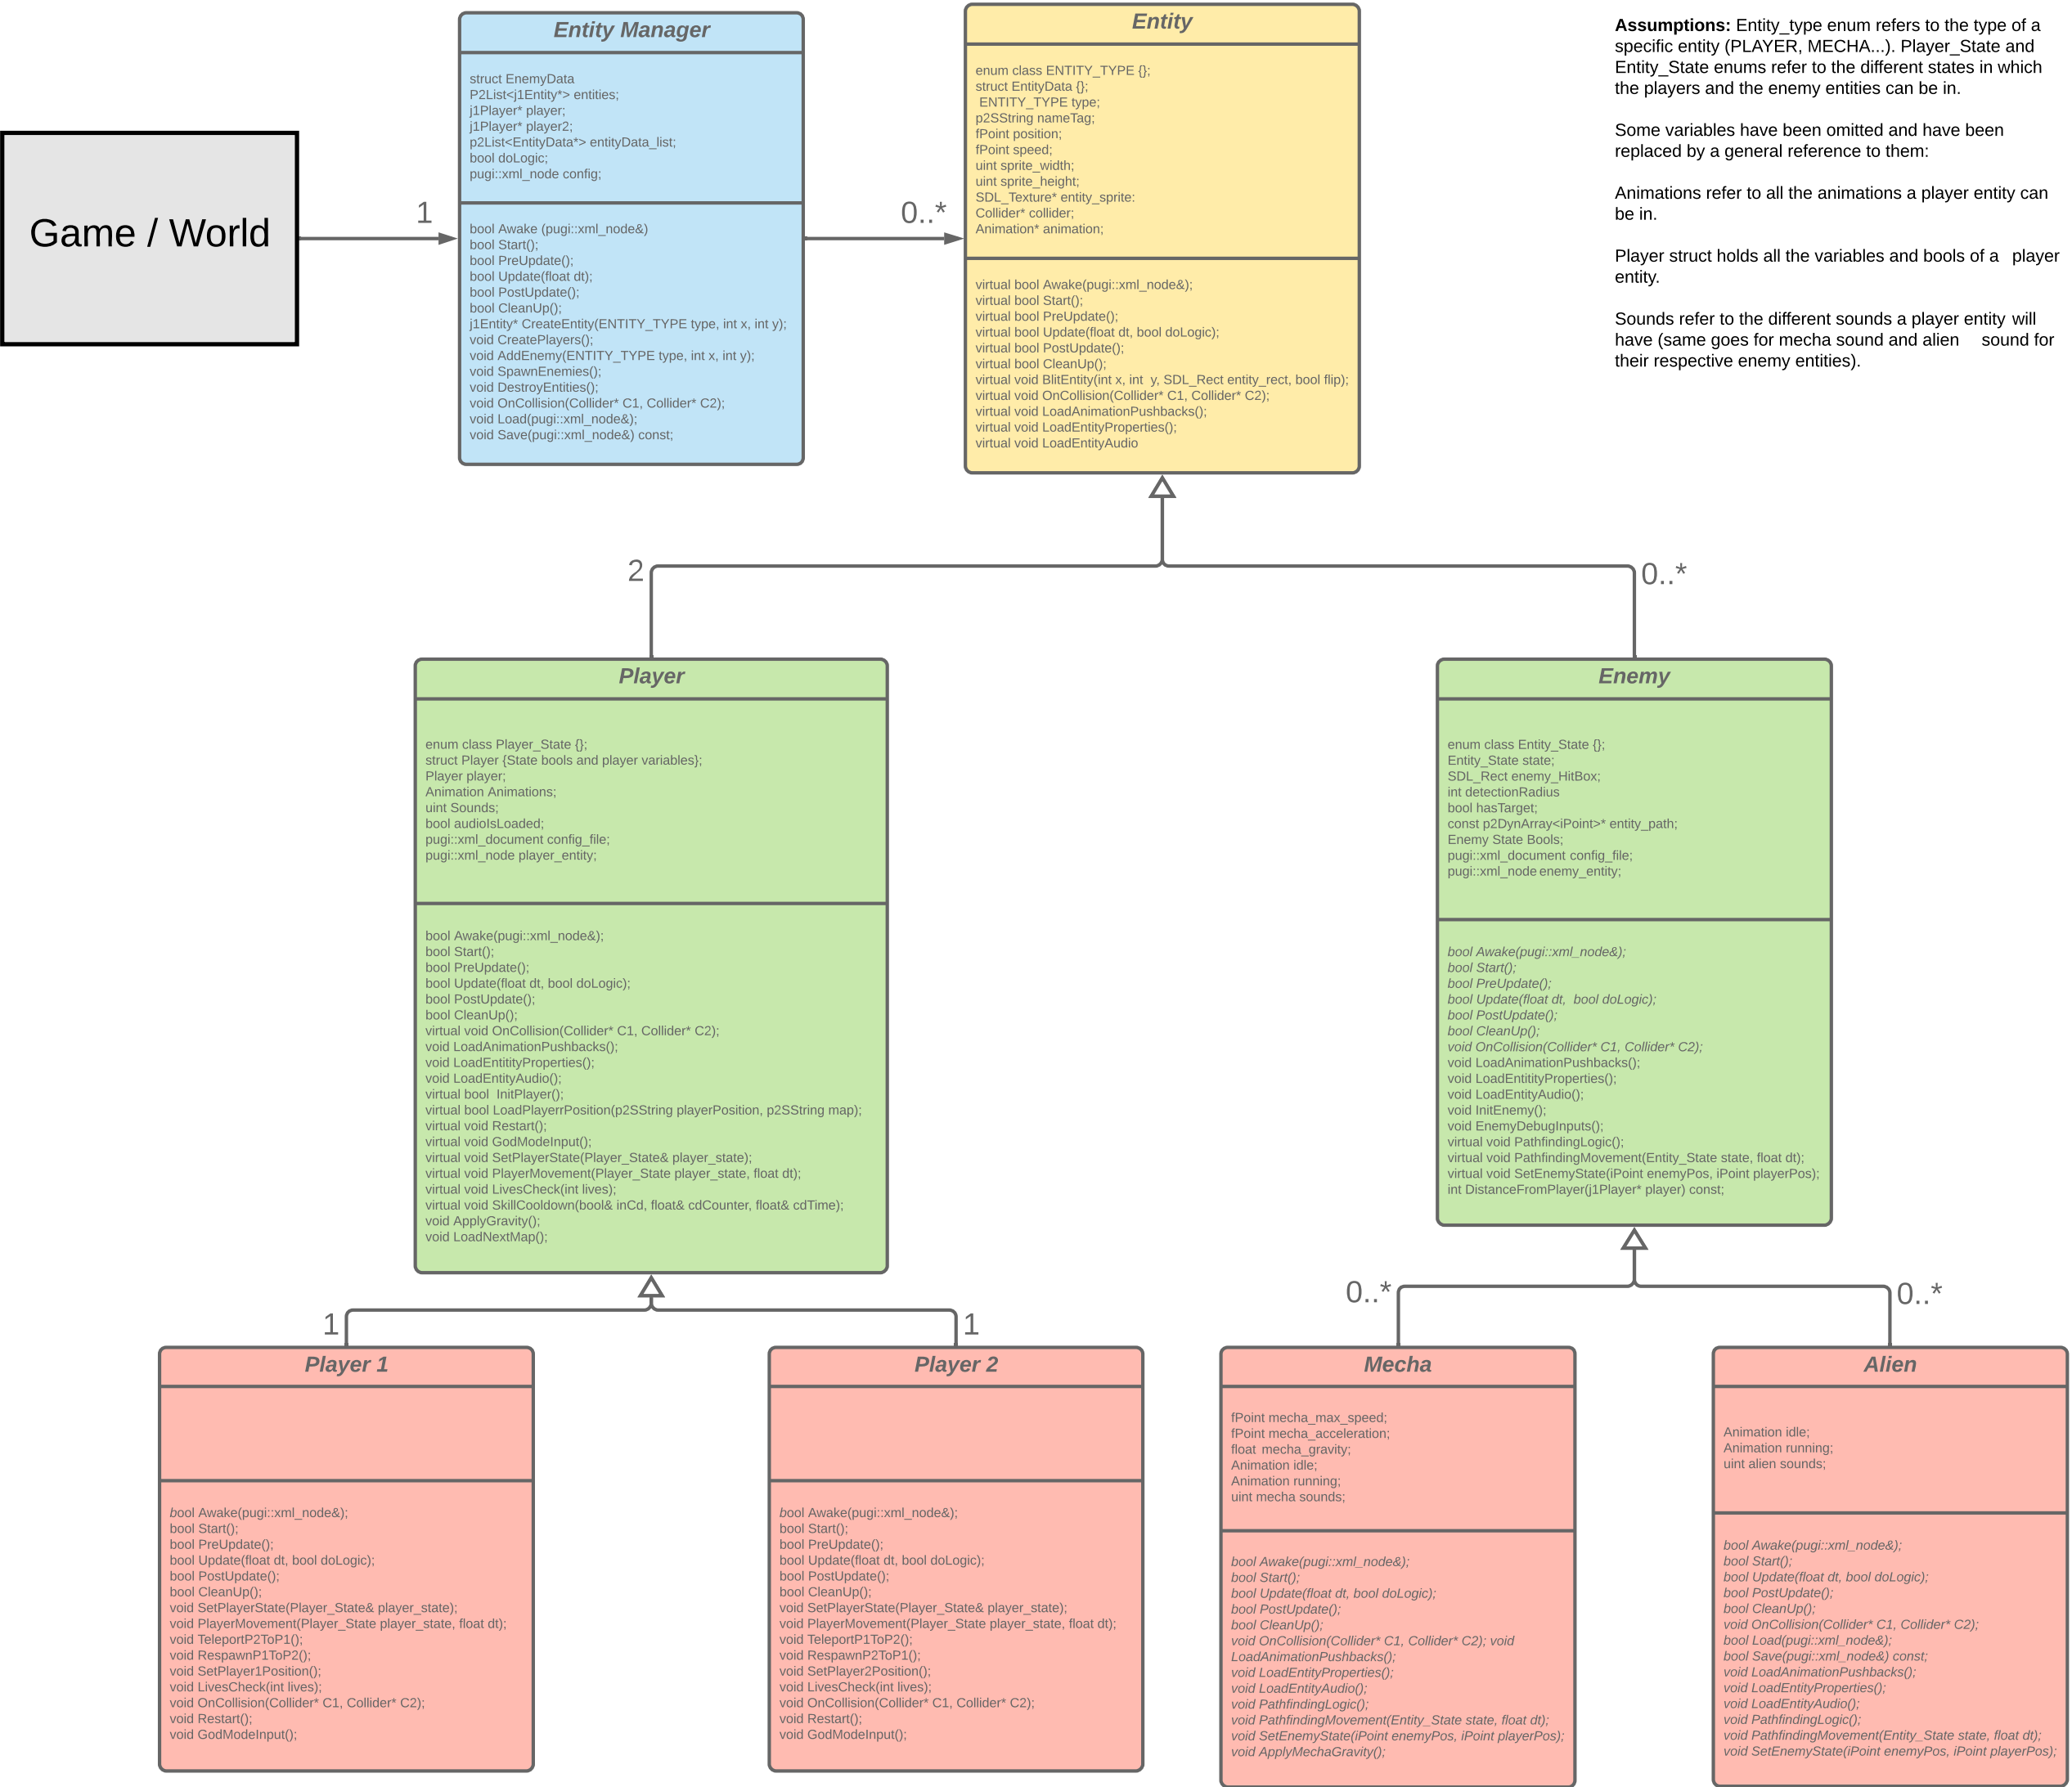 Game / World
1
Entity Manager
struct EnemyData
P2List<j1Entity*> entities;
j1Player* player;
j1Player* player2;
p2List<EntityData*> entityData_list;
bool doLogic;
pugi::xml_node config;
bool Awake (pugi::xml_node&)
bool Start();
bool PreUpdate();
bool Update(float dt);
bool PostUpdate();
bool CleanUp();
j1Entity* CreateEntity(ENTITY_TYPE type, int x, int y);
void CreatePlayers();
void AddEnemy(ENTITY_TYPE type, int x, int y);
void SpawnEnemies();
void DestroyEntities();
void OnCollision(Collider* C1, Collider* C2);
void Load(pugi::xml_node&);
void Save(pugi::xml_node&) const;
0..*
Entity
enum class ENTITY_TYPE {};
struct EntityData {};
ENTITY_TYPE type;
p2SString nameTag;
fPoint position;
fPoint speed;
uint sprite_width;
uint sprite_height;
SDL_Texture* entity_sprite:
Collider* collider;
Animation* animation;
virtual bool Awake(pugi::xml_node&);
virtual bool Start();
virtual bool PreUpdate();
virtual bool Update(float dt, bool doLogic);
virtual bool PostUpdate();
virtual bool CleanUp();
virtual void BlitEntity(int x, int  y, SDL_Rect entity_rect, bool flip);
virtual void OnCollision(Collider* C1, Collider* C2);
virtual void LoadAnimationPushbacks();
virtual void LoadEntityProperties();
virtual void LoadEntityAudio
Assumptions: Entity_type enum refers to the type of a
specific entity (PLAYER, MECHA...). Player_State and
Entity_State enums refer to the different states in which
the players and the enemy entities can be in.
Some variables have been omitted and have been
replaced by a general reference to them:
Animations refer to all the animations a player entity can
be in.
Player struct holds all the variables and bools of a   player
entity.
Sounds refer to the different sounds a player entity will
have (same goes for mecha sound and alien     sound for
their respective enemy entities).
2
0..*
Player
enum class Player_State {};
struct Player {State bools and player variables};
Player player;
Animation Animations;
uint Sounds;
bool audioIsLoaded;
pugi::xml_document config_file;
pugi::xml_node player_entity;
bool Awake(pugi::xml_node&);
bool Start();
bool PreUpdate();
bool Update(float dt, bool doLogic);
bool PostUpdate();
bool CleanUp();
virtual void OnCollision(Collider* C1, Collider* C2);
void LoadAnimationPushbacks();
void LoadEntitityProperties();
void LoadEntityAudio();
virtual bool  InitPlayer();
virtual bool LoadPlayerrPosition(p2SString playerPosition, p2SString map);
virtual void Restart();
virtual void GodModeInput();
virtual void SetPlayerState(Player_State& player_state);
virtual void PlayerMovement(Player_State player_state, float dt);
virtual void LivesCheck(int lives);
virtual void SkillCooldown(bool& inCd, float& cdCounter, float& cdTime);
void ApplyGravity();
void LoadNextMap();
Enemy
enum class Entity_State {};
Entity_State state;
SDL_Rect enemy_HitBox;
int detectionRadius
bool hasTarget;
const p2DynArray<iPoint>* entity_path;
Enemy State Bools;
pugi::xml_document config_file;
pugi::xml_node enemy_entity;
bool Awake(pugi::xml_node&);
bool Start();
bool PreUpdate();
bool Update(float dt,  bool doLogic);
bool PostUpdate();
bool CleanUp();
void OnCollision(Collider* C1, Collider* C2);
void LoadAnimationPushbacks();
void LoadEntitityProperties();
void LoadEntityAudio();
void InitEnemy();
void EnemyDebugInputs();
virtual void PathfindingLogic();
virtual void PathfindingMovement(Entity_State state, float dt);
virtual void SetEnemyState(iPoint enemyPos, iPoint playerPos);
int DistanceFromPlayer(j1Player* player) const;
1
1
0..*
0..*
Player 1
bool Awake(pugi::xml_node&);
bool Start();
bool PreUpdate();
bool Update(float dt, bool doLogic);
bool PostUpdate();
bool CleanUp();
void SetPlayerState(Player_State& player_state);
void PlayerMovement(Player_State player_state, float dt);
void TeleportP2ToP1();
void RespawnP1ToP2();
void SetPlayer1Position();
void LivesCheck(int lives);
void OnCollision(Collider* C1, Collider* C2);
void Restart();
void GodModeInput();
Player 2
bool Awake(pugi::xml_node&);
bool Start();
bool PreUpdate();
bool Update(float dt, bool doLogic);
bool PostUpdate();
bool CleanUp();
void SetPlayerState(Player_State& player_state);
void PlayerMovement(Player_State player_state, float dt);
void TeleportP1ToP2();
void RespawnP2ToP1();
void SetPlayer2Position();
void LivesCheck(int lives);
void OnCollision(Collider* C1, Collider* C2);
void Restart();
void GodModeInput();
Mecha
fPoint mecha_max_speed;
fPoint mecha_acceleration;
float  mecha_gravity;
Animation idle;
Animation running;
uint mecha sounds;
bool Awake(pugi::xml_node&);
bool Start();
bool Update(float dt, bool doLogic);
bool PostUpdate();
bool CleanUp();
void OnCollision(Collider* C1, Collider* C2); void
LoadAnimationPushbacks();
void LoadEntityProperties();
void LoadEntityAudio();
void PathfindingLogic();
void PathfindingMovement(Entity_State state, float dt);
void SetEnemyState(iPoint enemyPos, iPoint playerPos);
void ApplyMechaGravity();
Alien
Animation idle;
Animation running;
uint alien sounds;
bool Awake(pugi::xml_node&);
bool Start();
bool Update(float dt, bool doLogic);
bool PostUpdate();
bool CleanUp();
void OnCollision(Collider* C1, Collider* C2);
bool Load(pugi::xml_node&);
bool Save(pugi::xml_node&) const;
void LoadAnimationPushbacks();
void LoadEntityProperties();
void LoadEntityAudio();
void PathfindingLogic();
void PathfindingMovement(Entity_State state, float dt);
void SetEnemyState(iPoint enemyPos, iPoint playerPos);